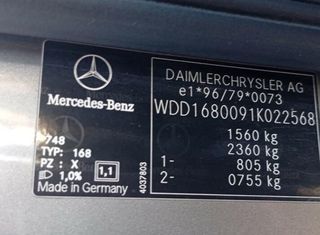 DAIMLERCHRYSLER AG
e1*96/79*0073
WDD1680091K022568
1560 kg
2360 kg
1- 805 kg
2- 0755 kg
Mercedes-Benz
748
TYP: 168
PZ : X
1,0% 1,1
Made in Germany
4037803